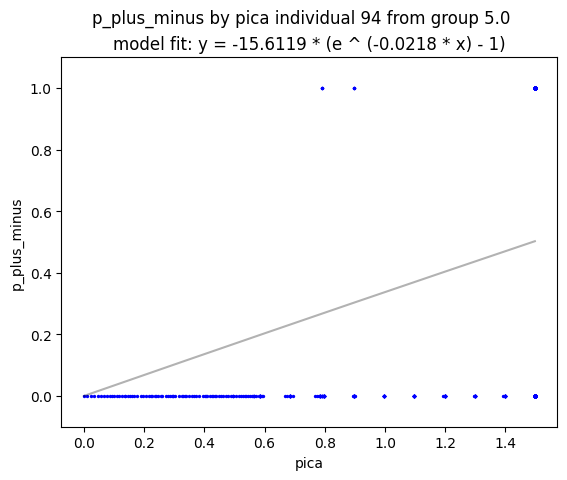 p_plus_minus by pica individual 94 from group 5.0
model fit: y = -15.6119 * (e ^ (-0.0218 * x) - 1)
1.0
0.8
0.6
0.4
0.2
0.0
p_plus_minus
0.0 0.2 0.4 0.6 0.8 1.0 1.2 1.4
pica